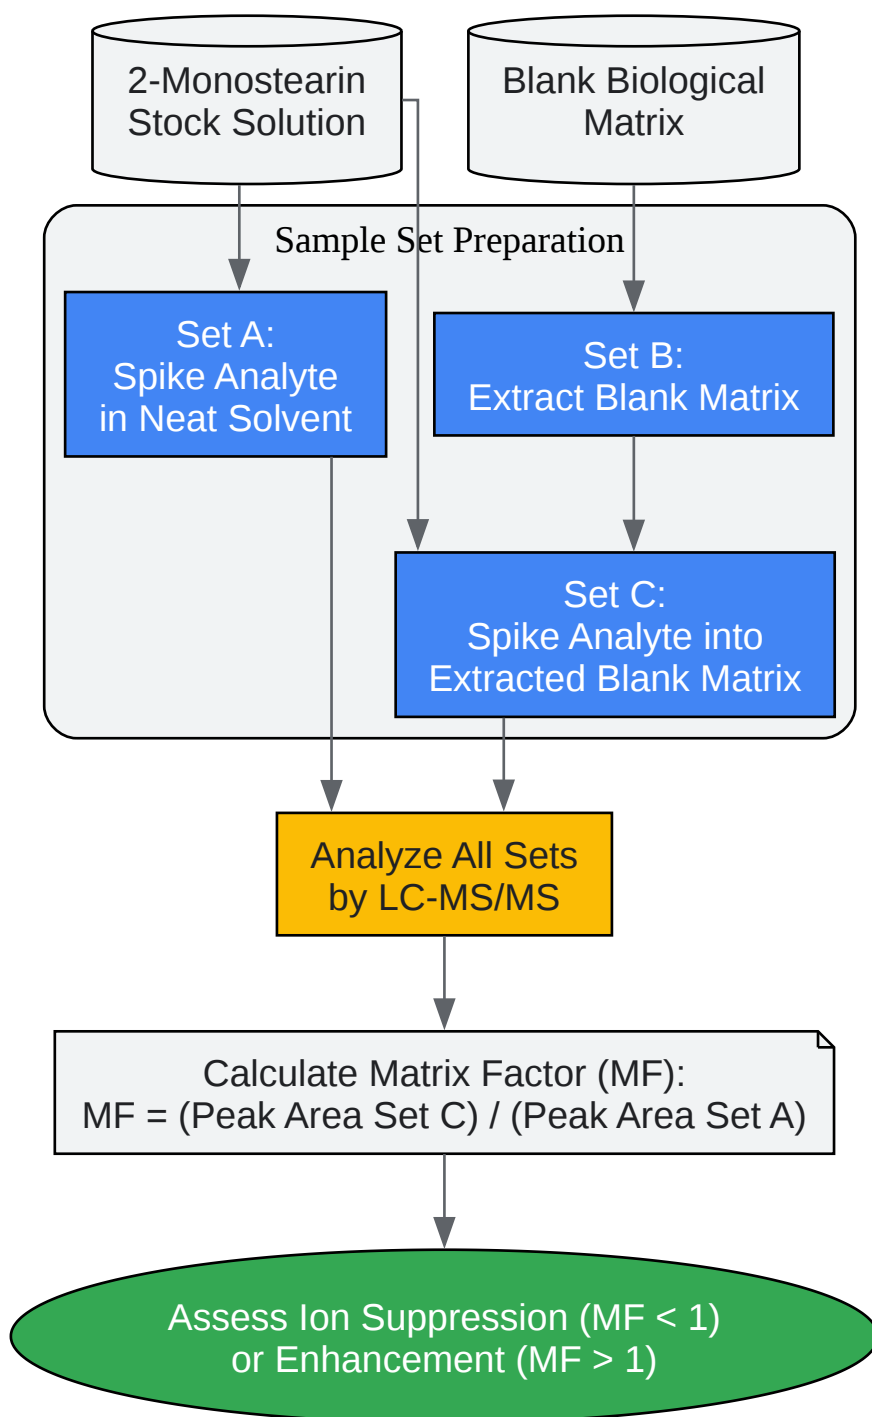 2-Monostearin
Stock Solution
Blank Biological
Matrix
Sample Set Preparation
Set A:
Spike Analyte
in Neat Solvent
Set B:
Extract Blank Matrix
Set C:
Spike Analyte into
Extracted Blank Matrix
Analyze All Sets
by LC-MS/MS
Calculate Matrix Factor (MF):
MF = (Peak Area Set C) / (Peak Area Set A)
Assess Ion Suppression (MF < 1)
or Enhancement (MF > 1)